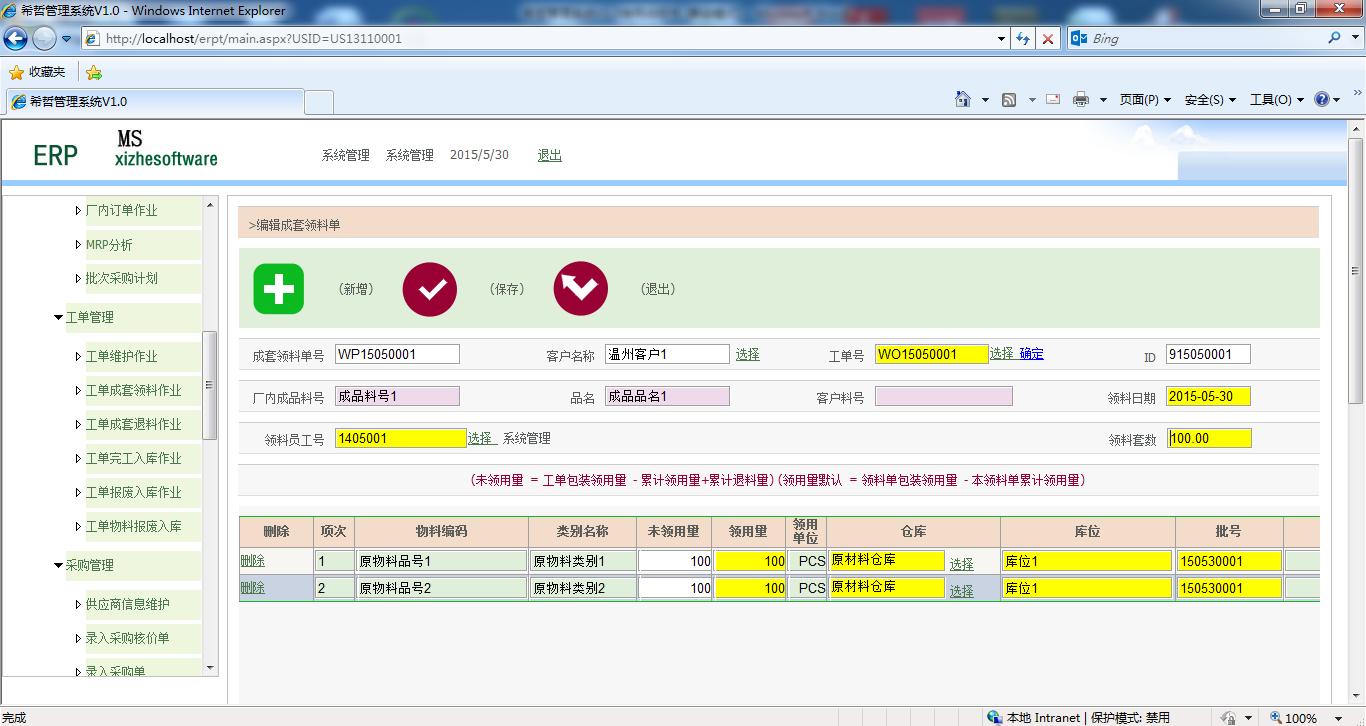 希哲管理系统V1.0 - Windows Internet Explorer
http://localhost/erpt/main.aspx?USID=US13110001
Bing
收藏夹
希哲管理系统V1.0
页面(P) 安全(S) 工具(O)
ERP MS xizhesoftware
系统管理 系统管理 2015/5/30 退出
厂内订单作业
MRP分析
批次采购计划
工单管理
工单维护作业
工单成套领料作业
工单成套退料作业
工单完工入库作业
工单报废入库作业
工单物料报废入库
采购管理
供应商信息维护
录入采购核价单
录入采购单
>编辑成套领料单
（新增） （保存） （退出）
成套领料单号 WP15050001 客户名称 温州客户1 选择 工单号 WO15050001 选择 确定 ID 915050001
厂内成品料号 成品料号1 品名 成品品名1 客户料号 领料日期 2015-05-30
领料员工号 1405001 选择 系统管理 领料套数 100.00
（未领用量 = 工单包装领用量 - 累计领用量+累计退料量）（领用量默认 = 领料单包装领用量 - 本领料单累计领用量）
删除 项次 物料编码 类别名称 未领用量 领用量 领用单位 仓库 库位 批号
删除 1 原物料品号1 原物料类别1 100 100 PCS 原材料仓库 选择 库位1 150530001
删除 2 原物料品号2 原物料类别2 100 100 PCS 原材料仓库 选择 库位1 150530001
完成 本地 Intranet | 保护模式: 禁用 100%